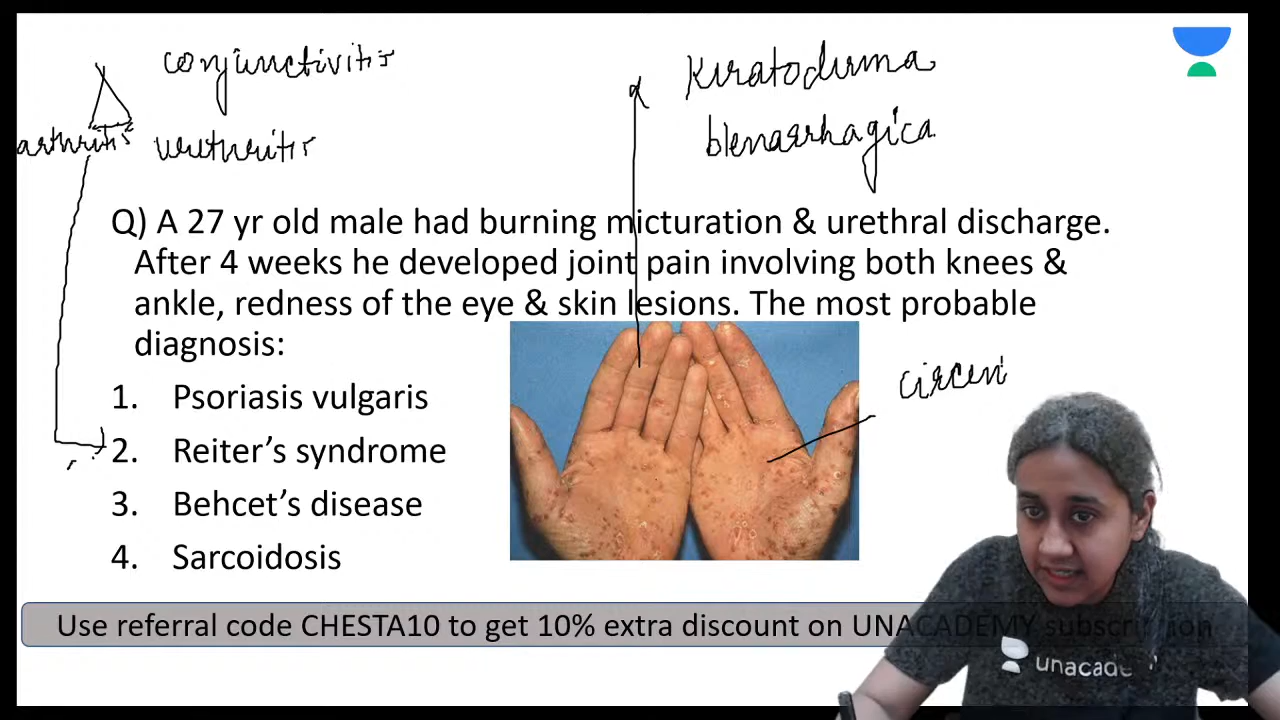 conjunctivitis
arthritis urethritis
Keratoderma
blenorrhagica
Q) A 27 yr old male had burning micturation & urethral discharge.
After 4 weeks he developed joint pain involving both knees &
ankle, redness of the eye & skin lesions. The most probable
diagnosis:
1. Psoriasis vulgaris
2. Reiter's syndrome
3. Behcet's disease
4. Sarcoidosis
circin
Use referral code CHESTA10 to get 10% extra discount on UNACADEMY subscription
unacade